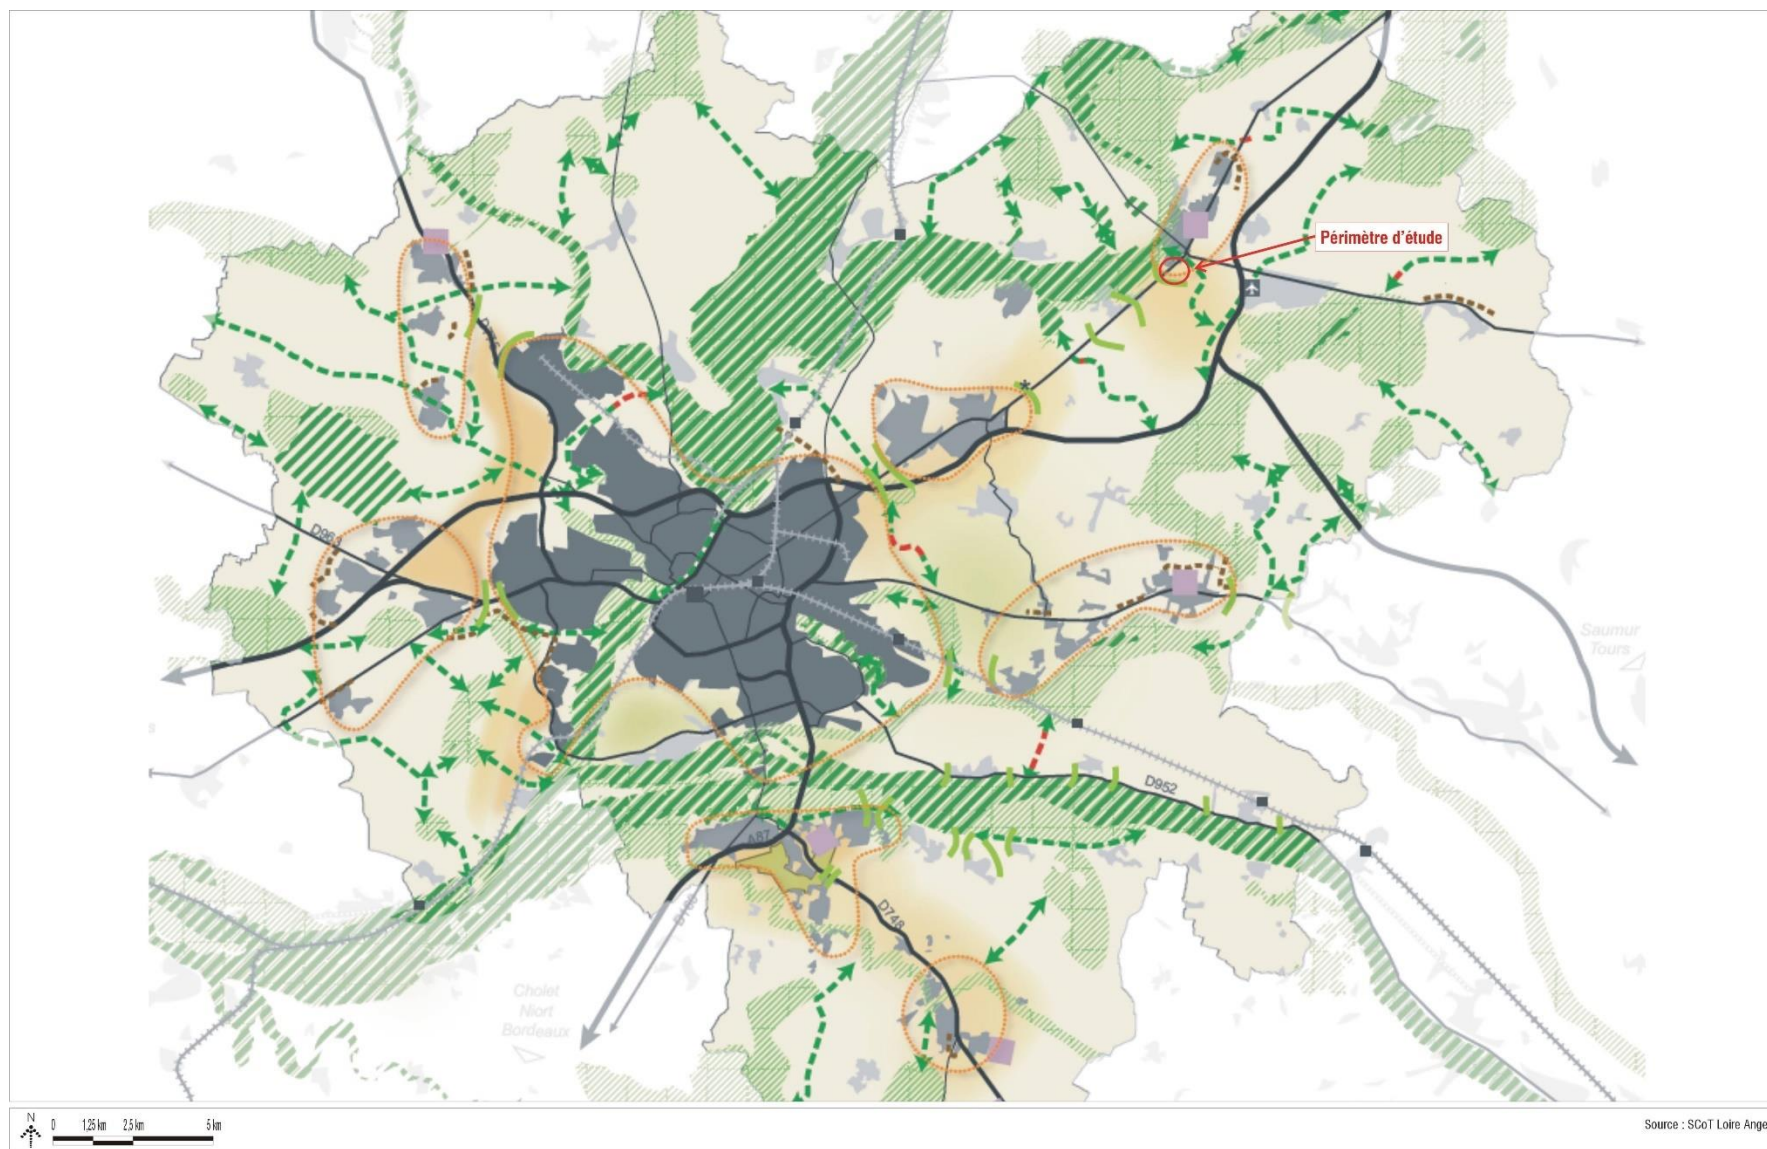 Périmètre d'étude
D963
Saumur
Tours
D952
A87
D748
Cholet
Niort
Bordeaux
N
0 1,25 km 2,5 km 5 km
Source : SCoT Loire Ange